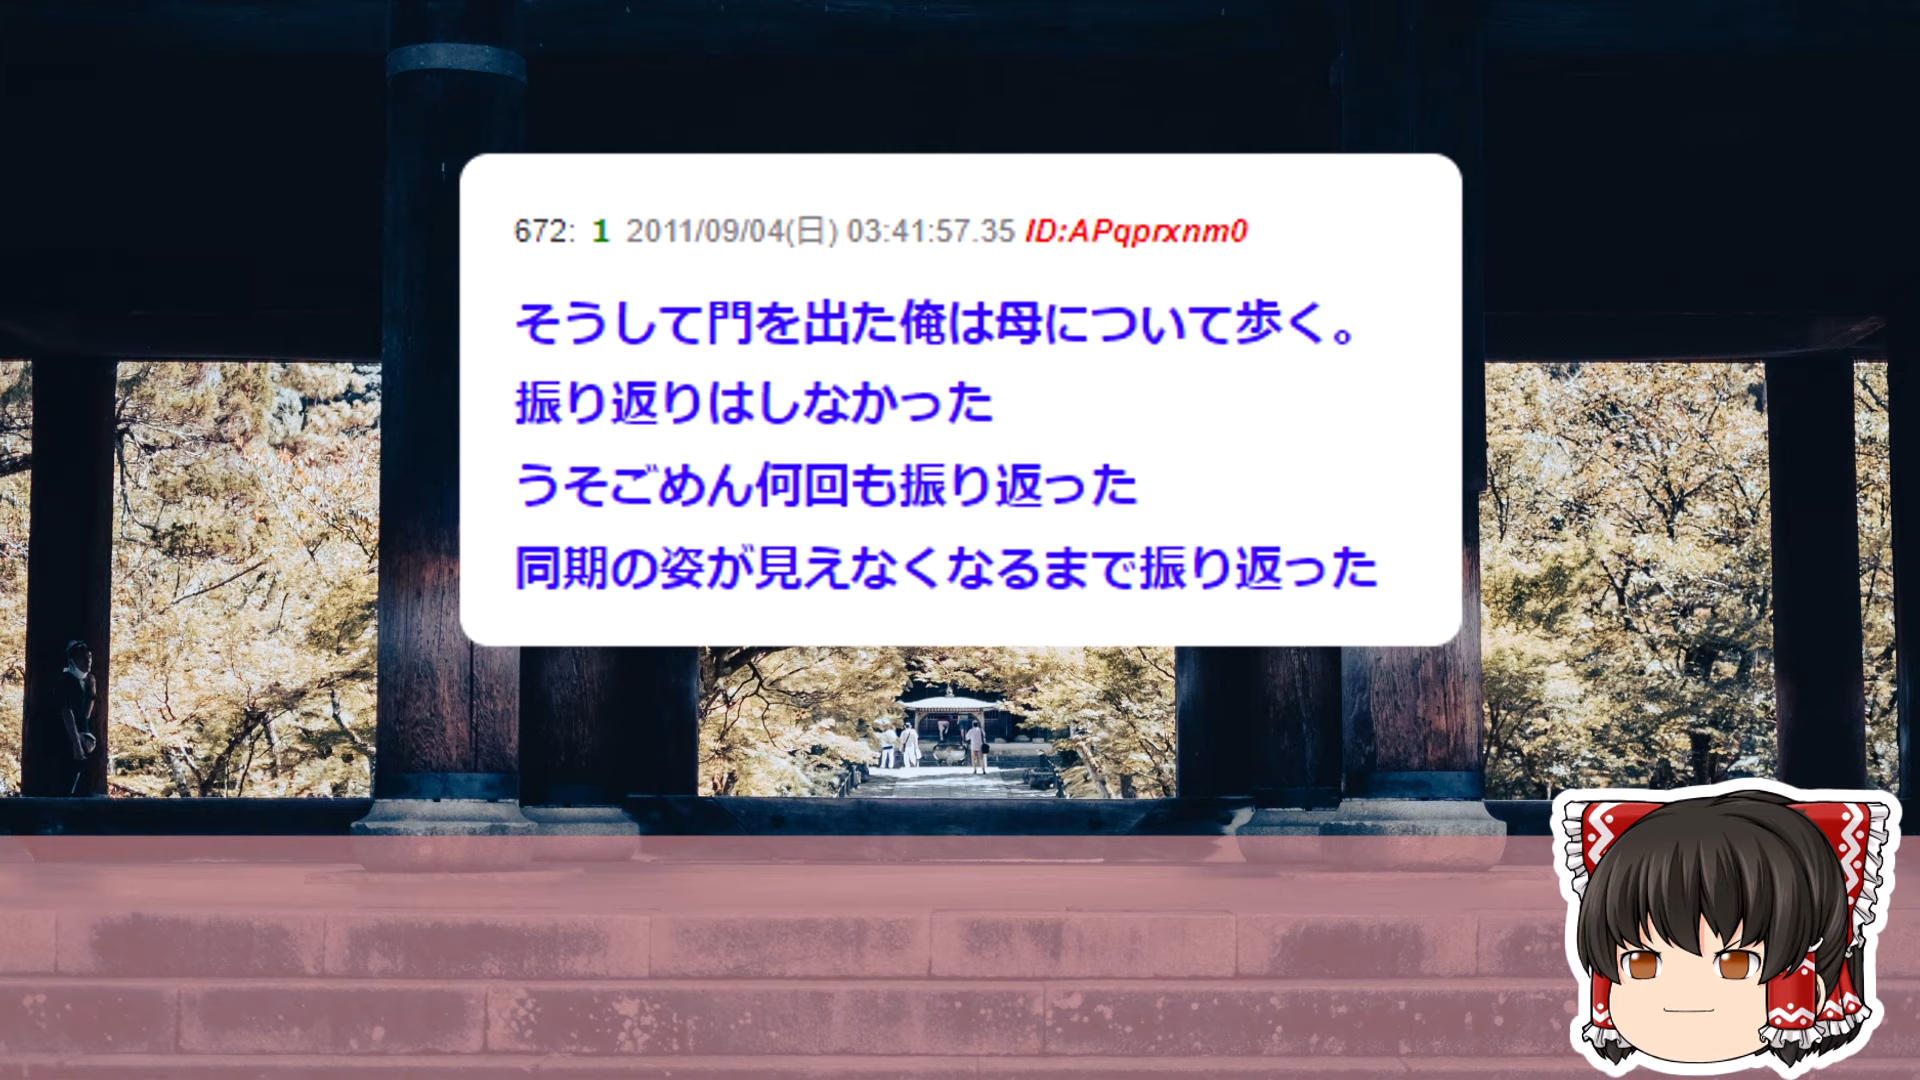 672: 1 2011/09/04(日) 03:41:57.35 ID:APqprxnm0
そうして門を出た俺は母について歩く。
振り返りはしなかった
うそごめん何回も振り返った
同期の姿が見えなくなるまで振り返った